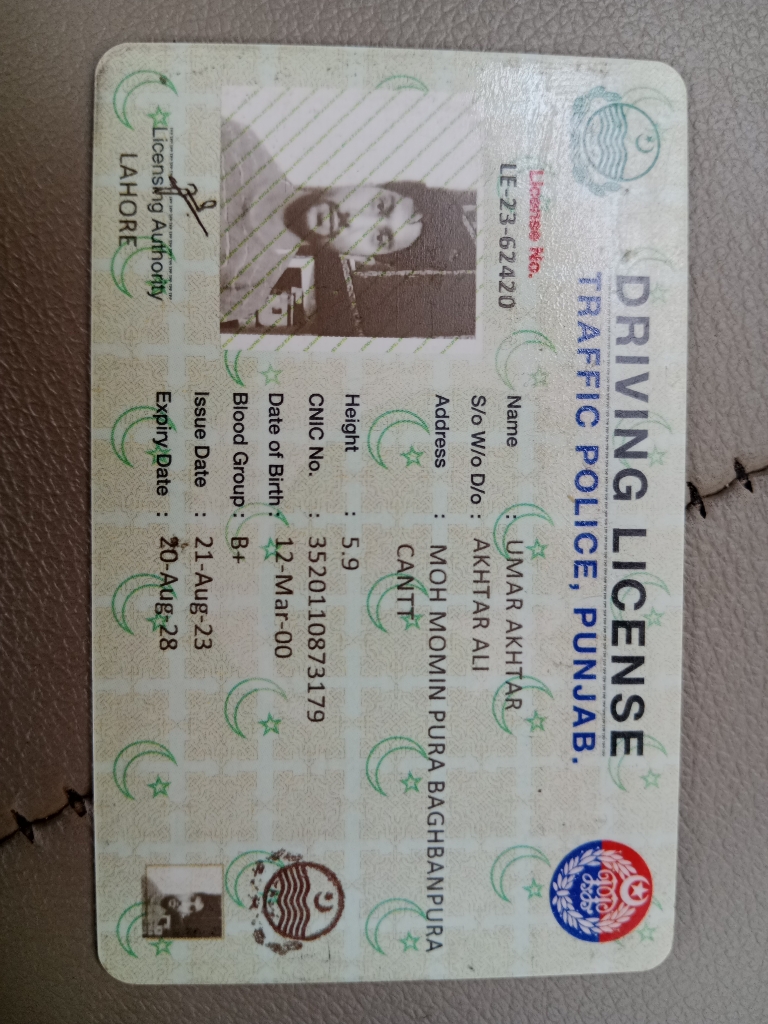 DRIVING LICENSE
TRAFFIC POLICE, PUNJAB.
License No.
LE-23-62420
Name : UMAR AKHTAR
S/o W/o D/o : AKHTAR ALI
Address : MOH MOMIN PURA BAGHBANPURA
CANTT
Height : 5.9
CNIC No. : 3520110873179
Date of Birth : 12-Mar-00
Blood Group : B+
Issue Date : 21-Aug-23
Expiry Date : 20-Aug-28
Licensing Authority
LAHORE